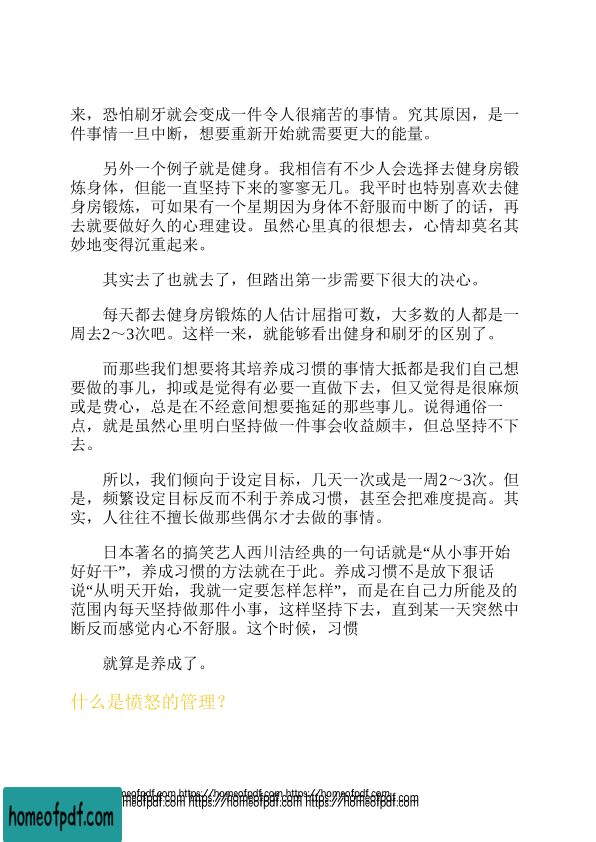 来，恐怕刷牙就会变成一件令人很痛苦的事情。究其原因，是一
件事情一旦中断，想要重新开始就需要更大的能量。
另外一个例子就是健身。我相信有不少人会选择去健身房锻
炼身体，但能一直坚持下来的寥寥无几。我平时也特别喜欢去健
身房锻炼，可如果有一个星期因为身体不舒服而中断了的话，再
去就要做好久的心理建设。虽然心里真的很想去，心情却莫名其
妙地变得沉重起来。
其实去了也就去了，但踏出第一步需要下很大的决心。
每天都去健身房锻炼的人估计屈指可数，大多数的人都是一
周去2～3次吧。这样一来，就能够看出健身和刷牙的区别了。
而那些我们想要将其培养成习惯的事情大抵都是我们自己想
要做的事儿，抑或是觉得有必要一直做下去，但又觉得是很麻烦
或是费心，总是在不经意间想要拖延的那些事儿。说得通俗一
点，就是虽然心里明白坚持做一件事会收益颇丰，但总坚持不下
去。
所以，我们倾向于设定目标，几天一次或是一周2～3次。但
是，频繁设定目标反而不利于养成习惯，甚至会把难度提高。其
实，人往往不擅长做那些偶尔才去做的事情。
日本著名的搞笑艺人西川洁经典的一句话就是“从小事开始
好好干”，养成习惯的方法就在于此。养成习惯不是放下狠话
说“从明天开始，我就一定要怎样怎样”，而是在自己力所能及的
范围内每天坚持做那件小事，这样坚持下去，直到某一天突然中
断反而感觉内心不舒服。这个时候，习惯
就算是养成了。
什么是愤怒的管理？
homeofpdf.com https://homeofpdf.com https://homeofpdf.com
homeofpdf.com https://homeofpdf.com https://homeofpdf.com
homeofpdf.com